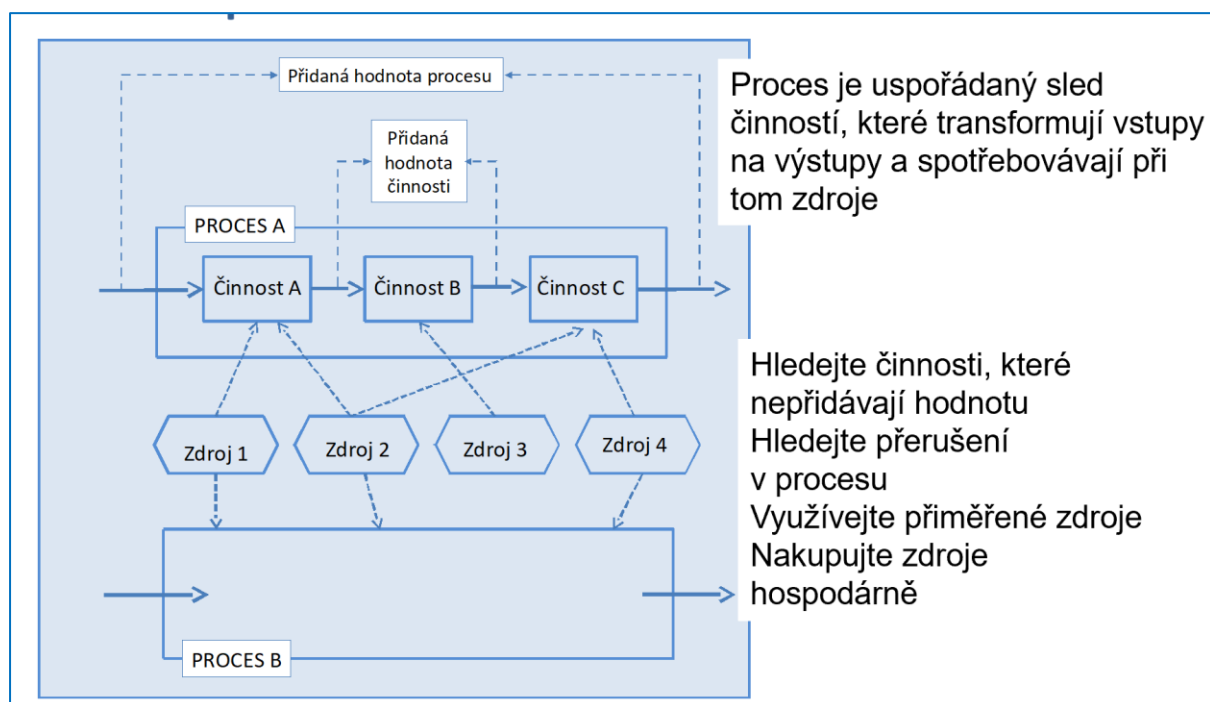 Přidaná hodnota procesu
Přidaná
hodnota
činnosti
PROCES A
Činnost A
Činnost B
Činnost C
Zdroj 1
Zdroj 2
Zdroj 3
Zdroj 4
PROCES B
Proces je uspořádaný sled
činností, které transformují vstupy
na výstupy a spotřebovávají při
tom zdroje
Hledejte činnosti, které
nepřidávají hodnotu
Hledejte přerušení
v procesu
Využívejte přiměřené zdroje
Nakupujte zdroje
hospodárně